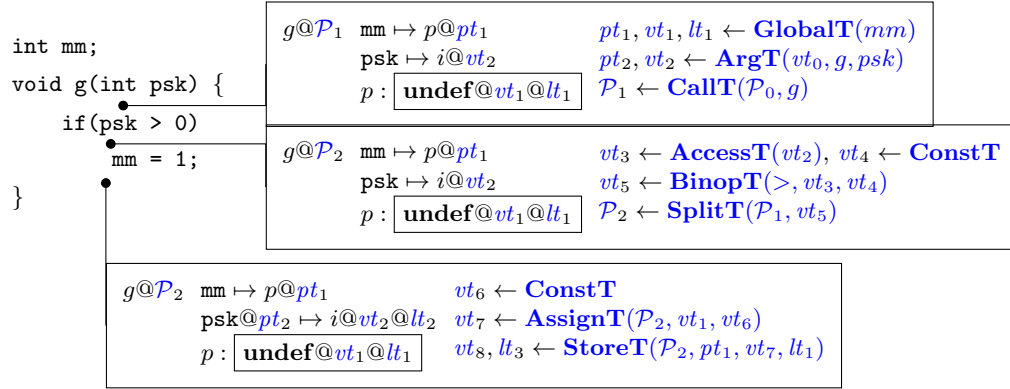 int mm;
void g(int psk) {
if(psk > 0)
mm = 1;
}
g@𝒫₁ mm ↦ p@pt₁ pt₁, vt₁, lt₁ ← GlobalT(mm)
psk ↦ i@vt₂ pt₂, vt₂ ← ArgT(vt₀, g, psk)
p : undef@vt₁@lt₁ 𝒫₁ ← CallT(𝒫₀, g)
g@𝒫₂ mm ↦ p@pt₁ vt₃ ← AccessT(vt₂), vt₄ ← ConstT
psk ↦ i@vt₂ vt₅ ← BinopT(>, vt₃, vt₄)
p : undef@vt₁@lt₁ 𝒫₂ ← SplitT(𝒫₁, vt₅)
g@𝒫₂ mm ↦ p@pt₁ vt₆ ← ConstT
psk@pt₂ ↦ i@vt₂@lt₂ vt₇ ← AssignT(𝒫₂, vt₁, vt₆)
p : undef@vt₁@lt₁ vt₈, lt₃ ← StoreT(𝒫₂, pt₁, vt₇, lt₁)